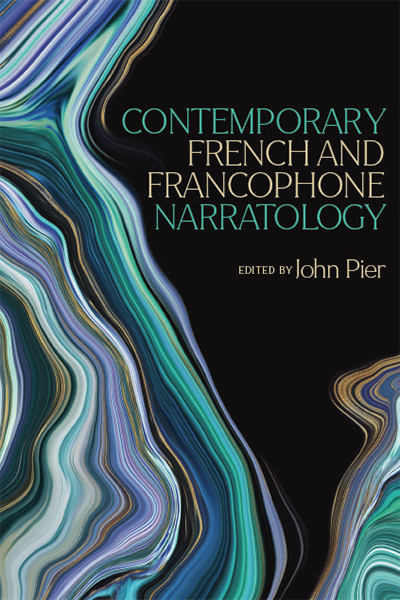 CONTEMPORARY
FRENCH AND
FRANCOPHONE
NARRATOLOGY
EDITED BY John Pier